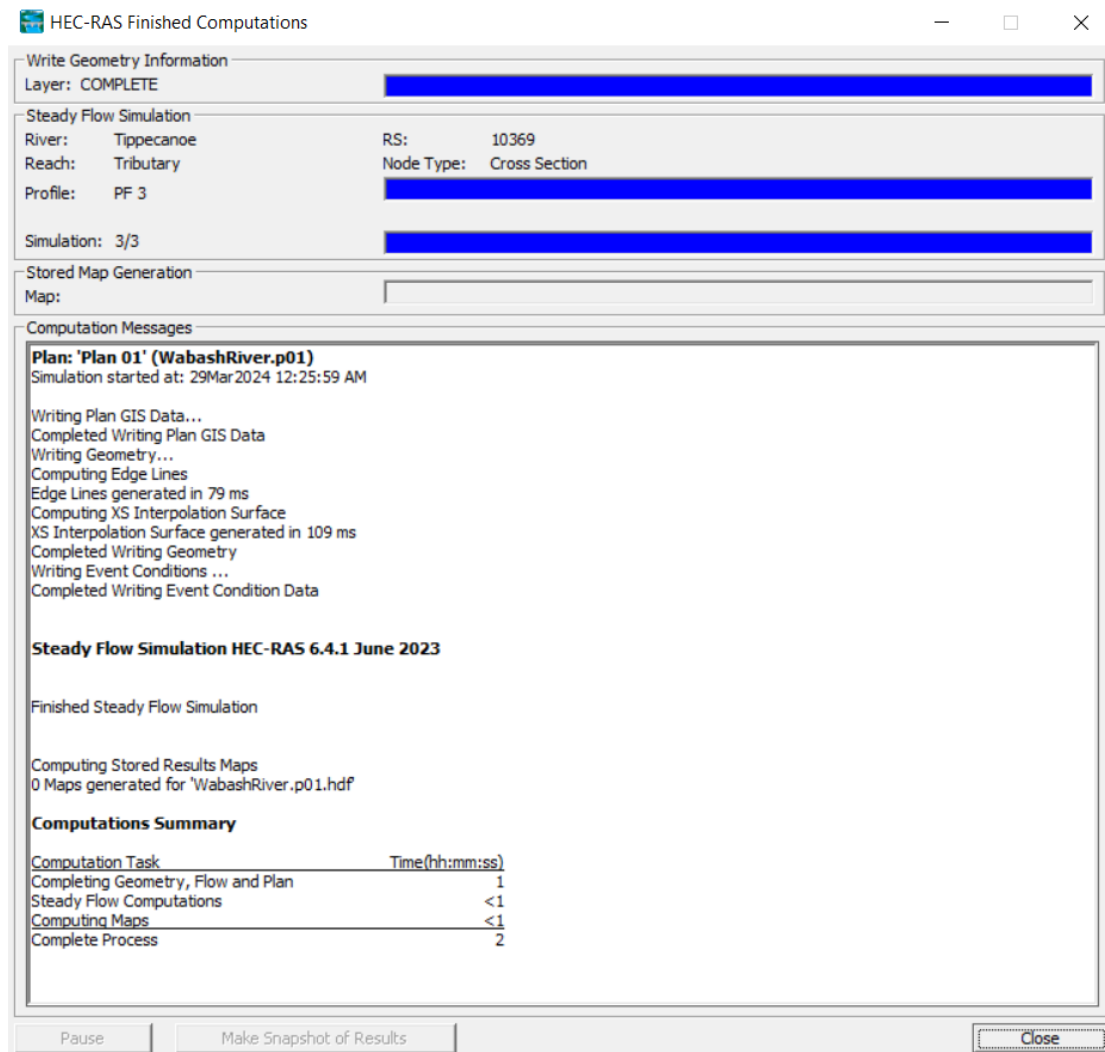 HEC-RAS Finished Computations
Write Geometry Information
Layer: COMPLETE
Steady Flow Simulation
River: Tippecanoe RS: 10369
Reach: Tributary Node Type: Cross Section
Profile: PF 3
Simulation: 3/3
Stored Map Generation
Map:
Computation Messages
Plan: 'Plan 01' (WabashRiver.p01)
Simulation started at: 29Mar2024 12:25:59 AM
Writing Plan GIS Data...
Completed Writing Plan GIS Data
Writing Geometry...
Computing Edge Lines
Edge Lines generated in 79 ms
Computing XS Interpolation Surface
XS Interpolation Surface generated in 109 ms
Completed Writing Geometry
Writing Event Conditions ...
Completed Writing Event Condition Data
Steady Flow Simulation HEC-RAS 6.4.1 June 2023
Finished Steady Flow Simulation
Computing Stored Results Maps
0 Maps generated for 'WabashRiver.p01.hdf'
Computations Summary
Computation Task Time(hh:mm:ss)
Completing Geometry, Flow and Plan 1
Steady Flow Computations <1
Computing Maps <1
Complete Process 2
Pause Make Snapshot of Results Close